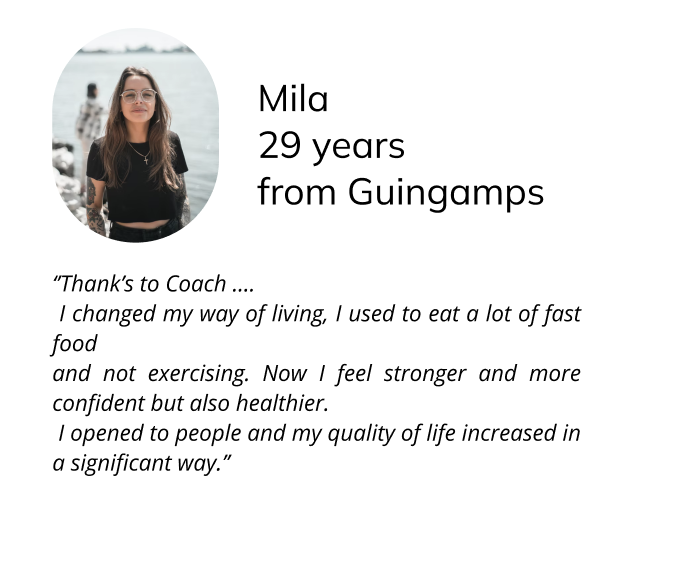 Mila
29 years
from Guingamps
“Thank’s to Coach ....
I changed my way of living, I used to eat a lot of fast
food
and not exercising. Now I feel stronger and more
confident but also healthier.
I opened to people and my quality of life increased in
a significant way.”